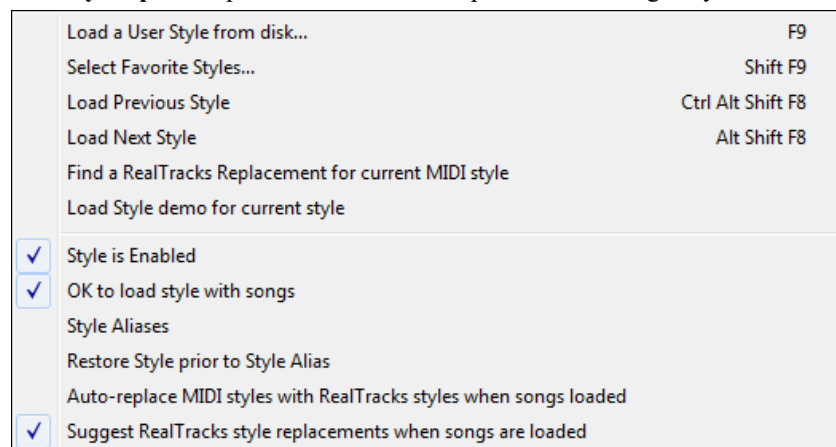 Load a User Style from disk... F9
Select Favorite Styles... Shift F9
Load Previous Style Ctrl Alt Shift F8
Load Next Style Alt Shift F8
Find a RealTracks Replacement for current MIDI style
Load Style demo for current style
Style is Enabled
OK to load style with songs
Style Aliases
Restore Style prior to Style Alias
Auto-replace MIDI styles with RealTracks styles when songs loaded
Suggest RealTracks style replacements when songs are loaded